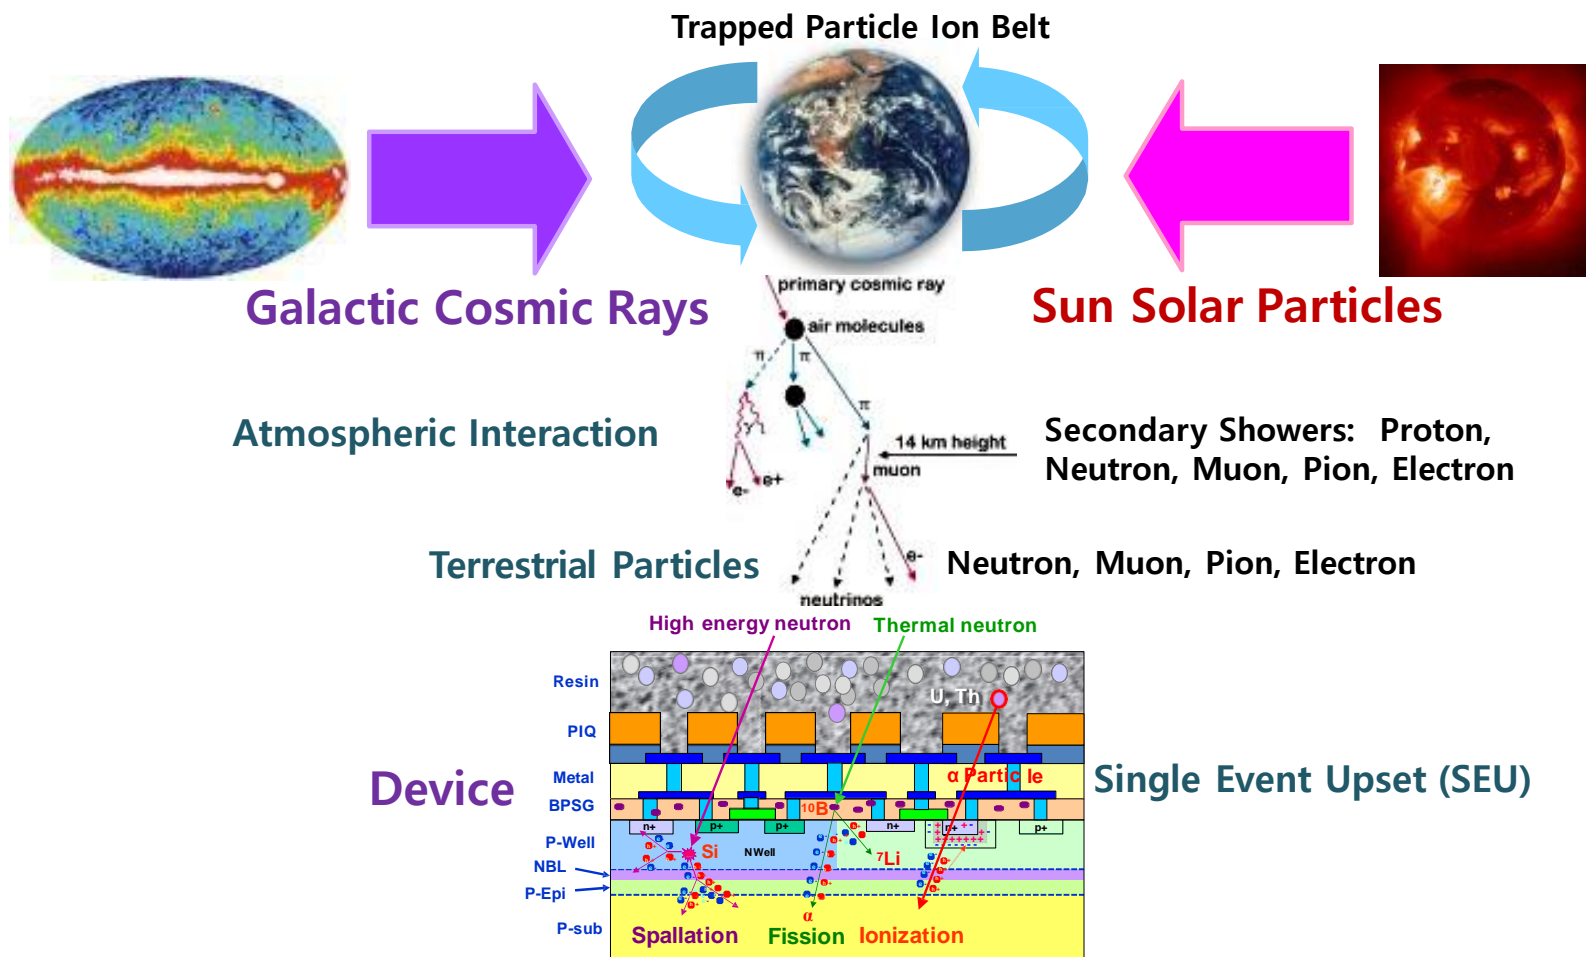 Trapped Particle Ion Belt
Galactic Cosmic Rays
Sun Solar Particles
primary cosmic ray
air molecules
π
π
π
γ
e-
e+
Atmospheric Interaction
14 km height
muon
Secondary Showers: Proton,
Neutron, Muon, Pion, Electron
Terrestrial Particles
e-
neutrinos
Neutron, Muon, Pion, Electron
High energy neutron
Thermal neutron
Resin
U, Th
PIQ
Device
Metal
α Partic le
Single Event Upset (SEU)
BPSG
10B
n+
p+
p+
n+
n+
p+
P-Well
Si
NWell
7Li
NBL
P-Epi
α
P-sub
Spallation
Fission
Ionization